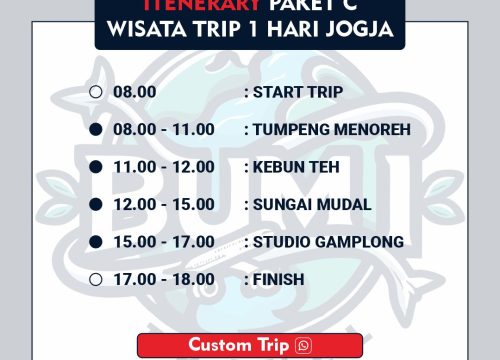 ITENERARY PAKET C
WISATA TRIP 1 HARI JOGJA
08.00 : START TRIP
08.00 - 11.00 : TUMPENG MENOREH
11.00 - 12.00 : KEBUN TEH
12.00 - 15.00 : SUNGAI MUDAL
15.00 - 17.00 : STUDIO GAMPLONG
17.00 - 18.00 : FINISH
BUMI
Custom Trip